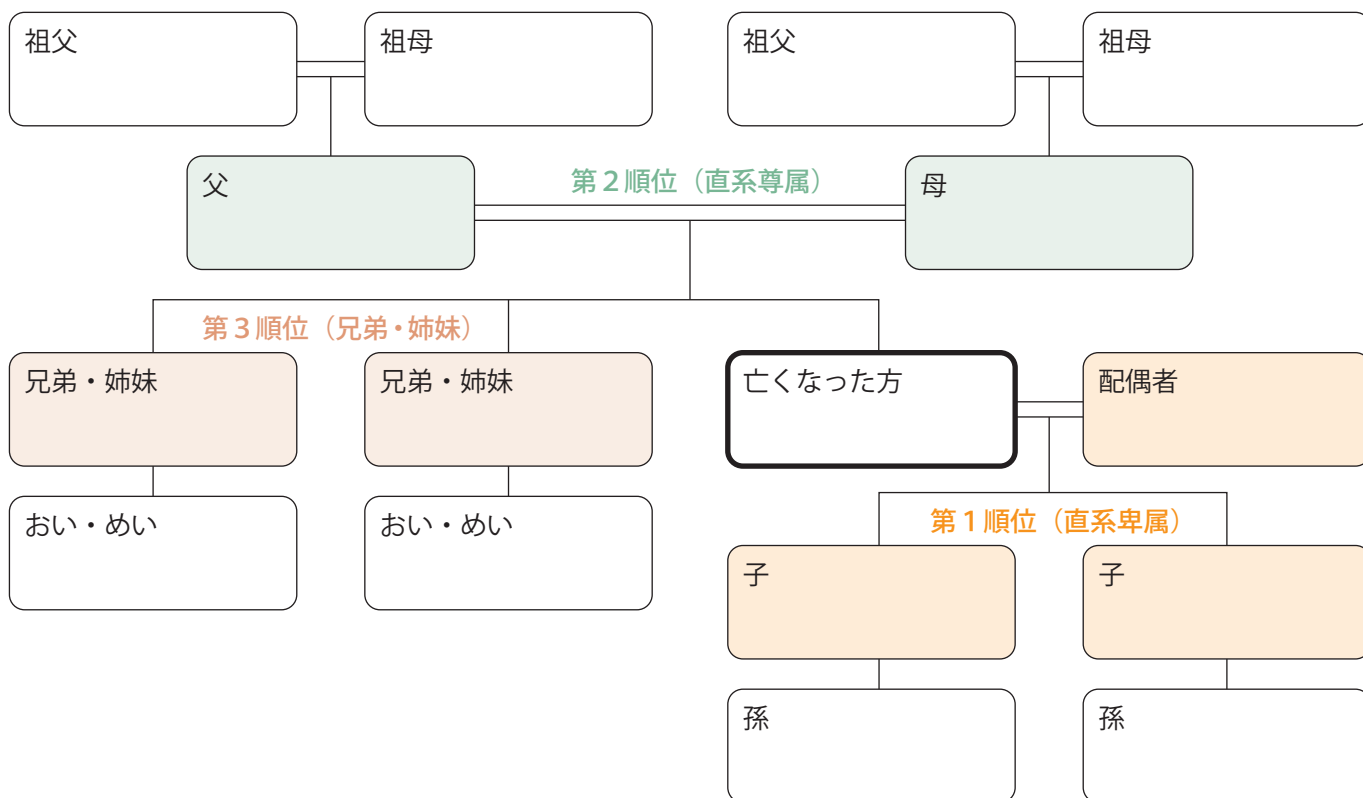 祖父
祖母
祖父
祖母
父
第2順位（直系尊属）
母
第3順位（兄弟・姉妹）
兄弟・姉妹
兄弟・姉妹
亡くなった方
配偶者
おい・めい
おい・めい
第1順位（直系卑属）
子
子
孫
孫